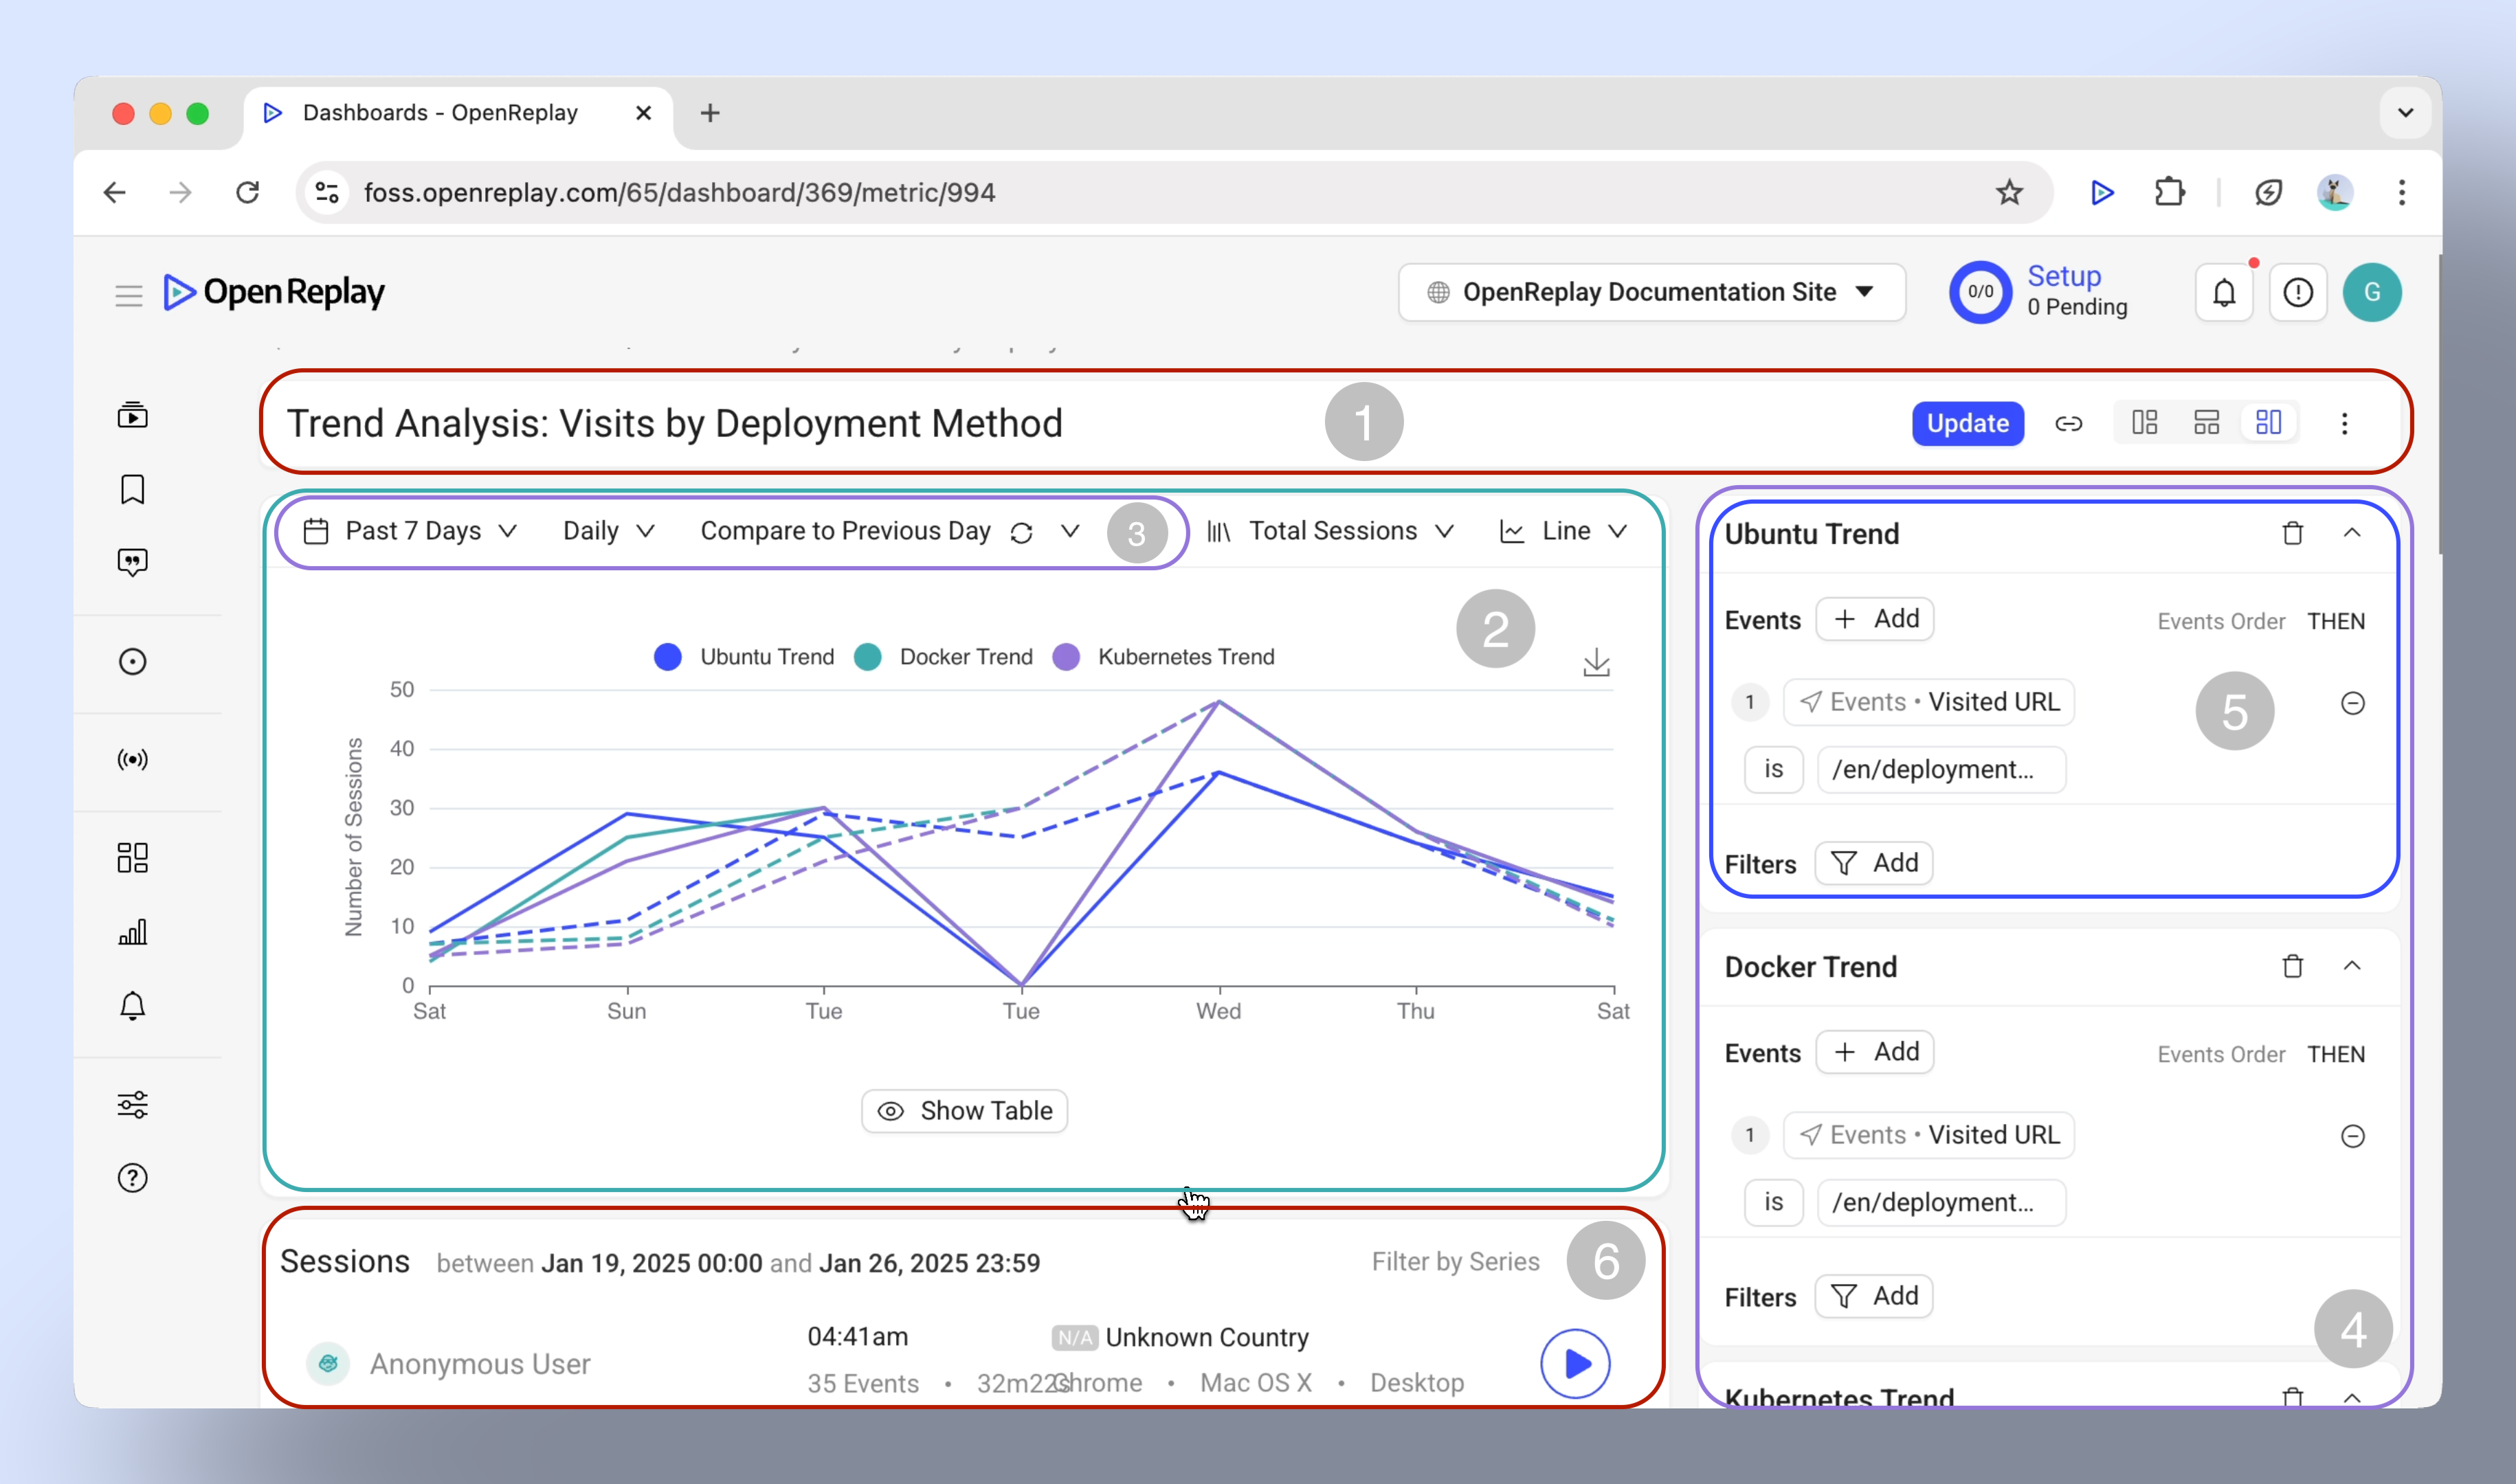 Dashboards - OpenReplay
foss.openreplay.com/65/dashboard/369/metric/994
OpenReplay
OpenReplay Documentation Site
0/0
Setup
0 Pending
G
Trend Analysis: Visits by Deployment Method
1
Update
Past 7 Days
Daily
Compare to Previous Day
3
Total Sessions
Line
2
Ubuntu Trend
Docker Trend
Kubernetes Trend
Number of Sessions
50
40
30
20
10
0
Sat
Sun
Tue
Tue
Wed
Thu
Sat
Show Table
Sessions between Jan 19, 2025 00:00 and Jan 26, 2025 23:59
Filter by Series
6
Anonymous User
04:41am
35 Events • 32m22s
N/A Unknown Country
Chrome • Mac OS X • Desktop
Ubuntu Trend
Events + Add
Events Order THEN
1 Events • Visited URL
5
is /en/deployment...
Filters Add
Docker Trend
Events + Add
Events Order THEN
1 Events • Visited URL
is /en/deployment...
Filters Add
4
Kubernetes Trend